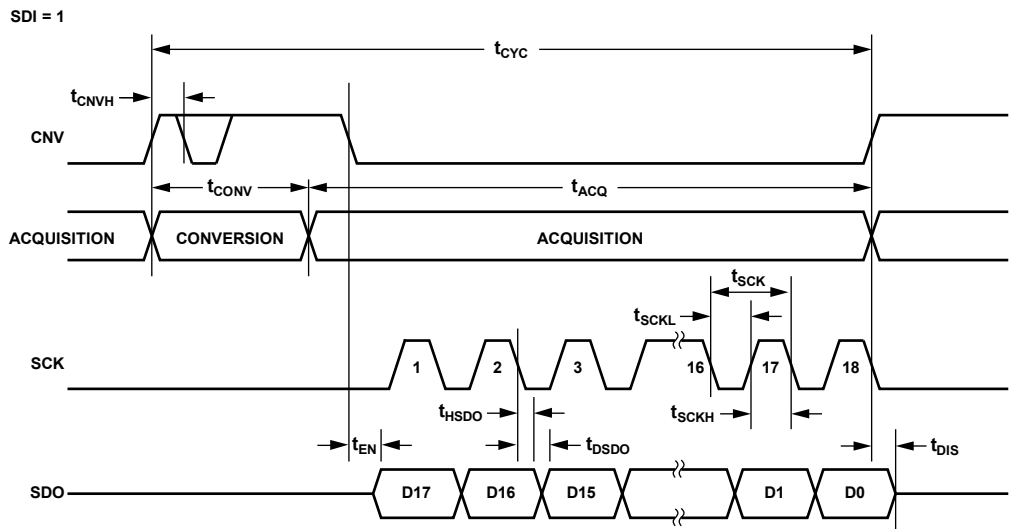 SDI = 1
tCYC
tCNVH
CNV
tCONV
tACQ
ACQUISITION
CONVERSION
ACQUISITION
tSCK
tSCKL
SCK
1
2
3
16
17
18
tHSDO
tSCKH
tEN
tDSDO
tDIS
SDO
D17
D16
D15
D1
D0